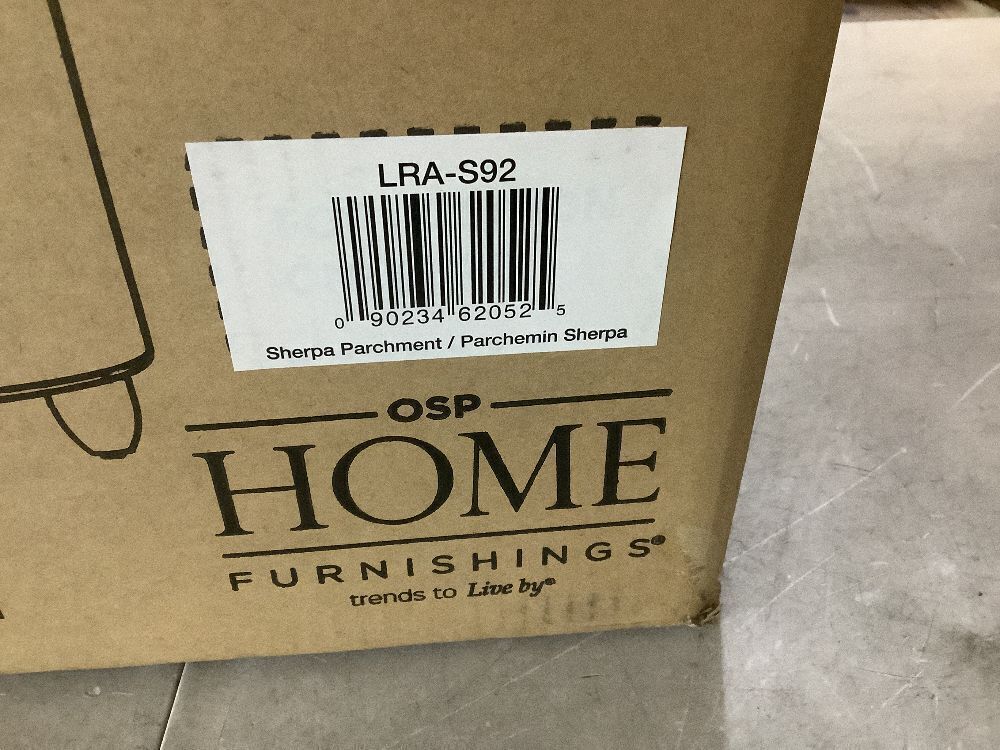 LRA-S92
0 90234 62052 5
Sherpa Parchment / Parchemin Sherpa
OSP
HOME
FURNISHINGS®
trends to Live by®